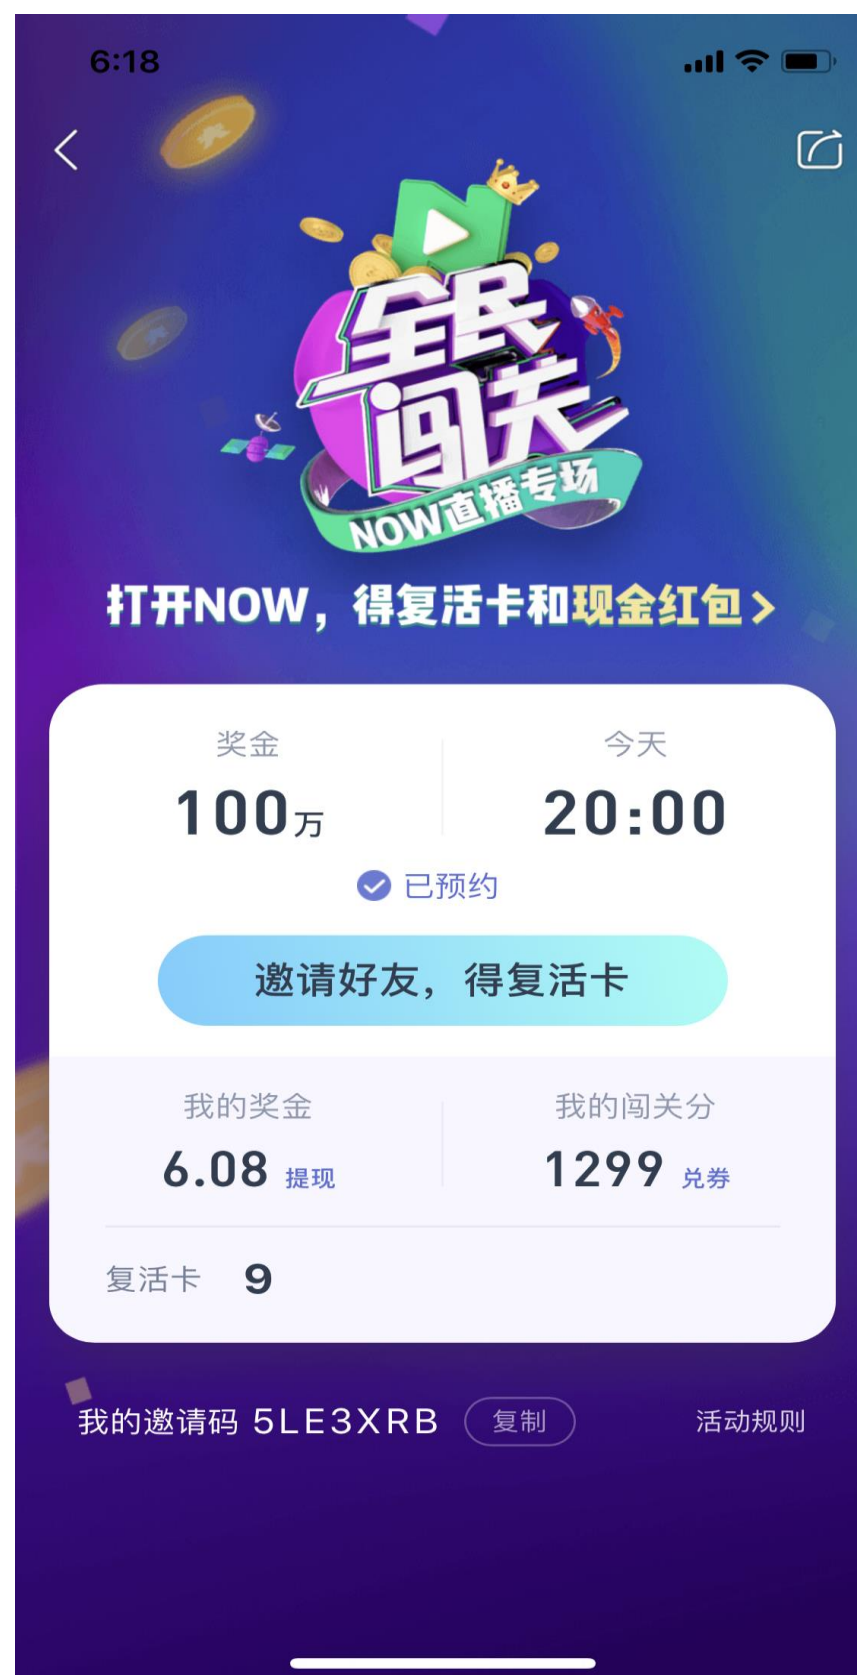 6:18
全民
闯关
NOW直播专场
打开NOW，得复活卡和现金红包>
奖金 今天
100万 20:00
已预约
邀请好友，得复活卡
我的奖金 我的闯关分
6.08 提现 1299 兑券
复活卡 9
我的邀请码 5LE3XRB 复制 活动规则